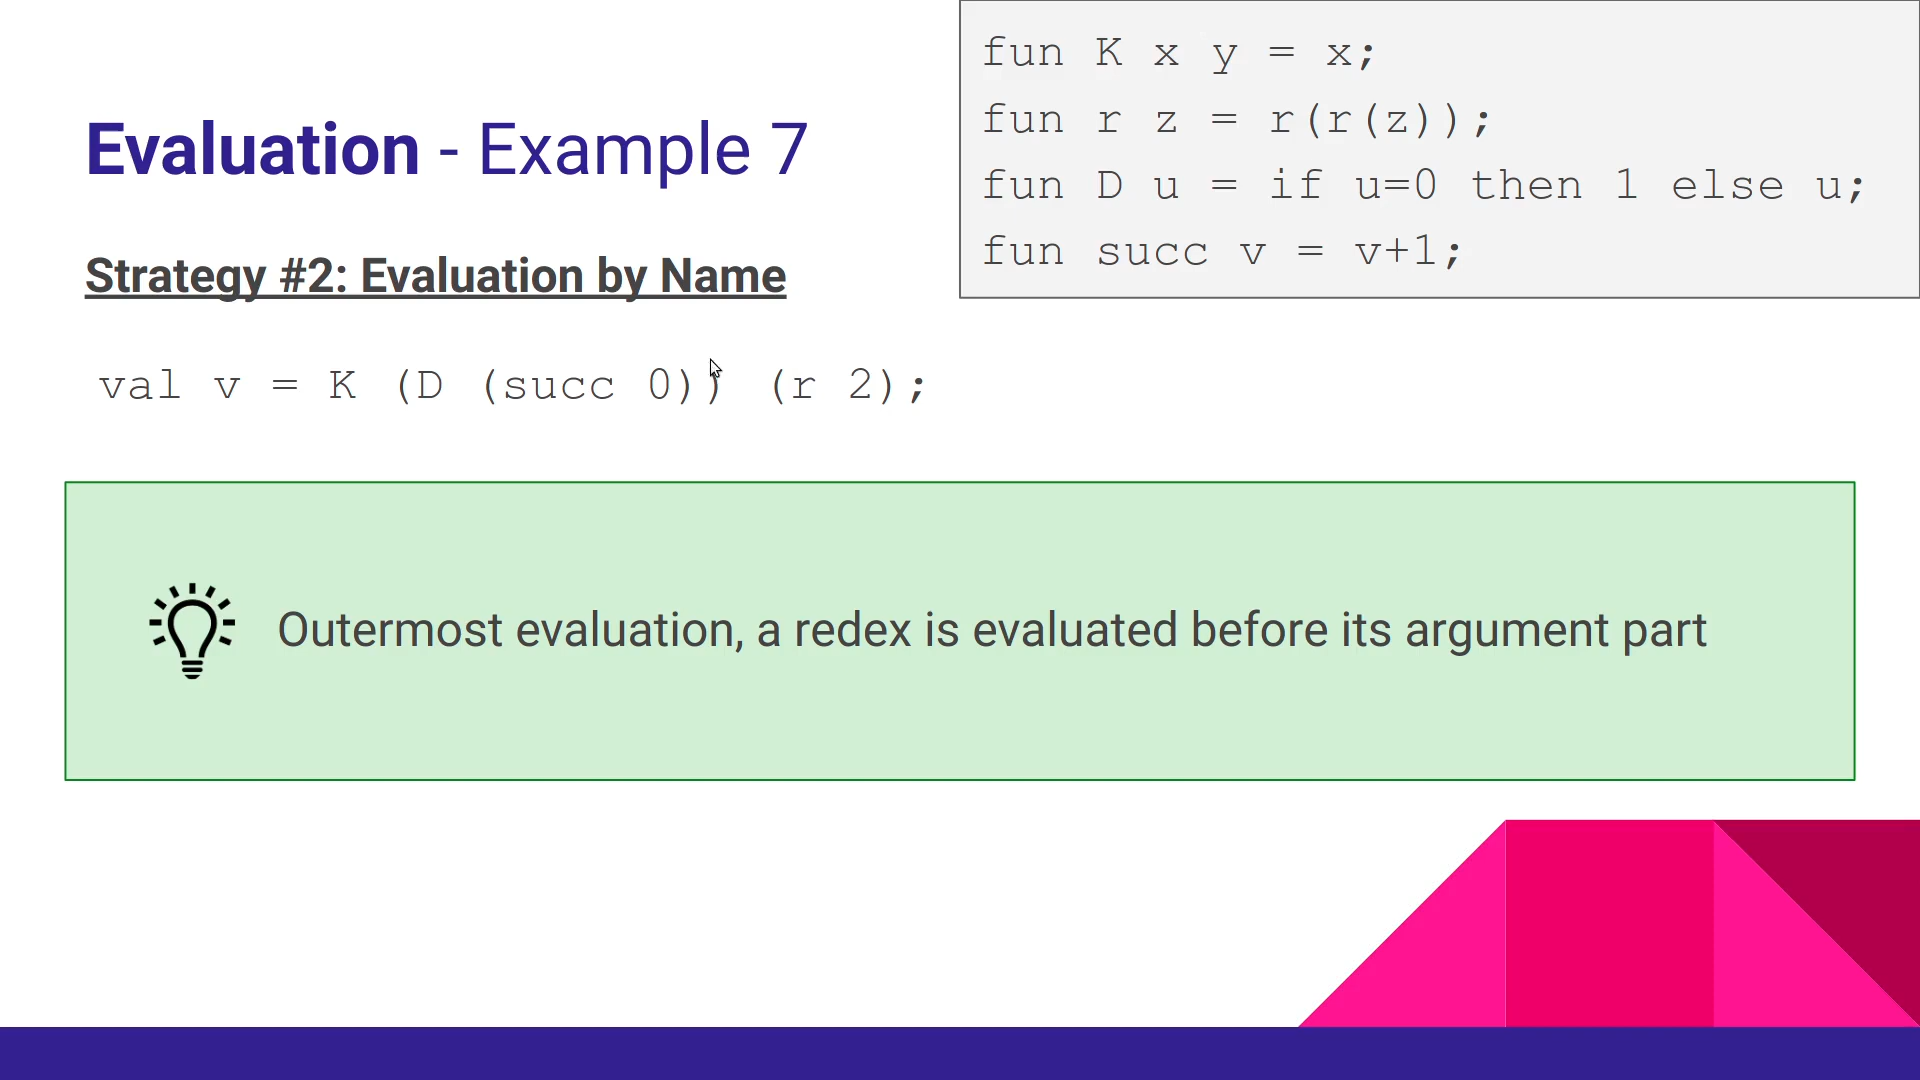 Evaluation - Example 7
fun K x y = x;
fun r z = r(r(z));
fun D u = if u=0 then 1 else u;
fun succ v = v+1;
Strategy #2: Evaluation by Name
val v = K (D (succ 0)) (r 2);
Outermost evaluation, a redex is evaluated before its argument part